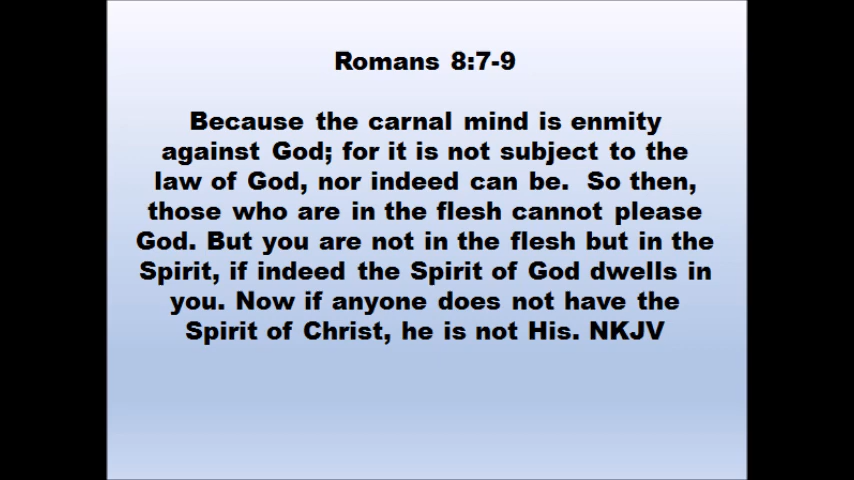 Romans 8:7-9
Because the carnal mind is enmity
against God; for it is not subject to the
law of God, nor indeed can be.  So then,
those who are in the flesh cannot please
God. But you are not in the flesh but in the
Spirit, if indeed the Spirit of God dwells in
you. Now if anyone does not have the
Spirit of Christ, he is not His. NKJV